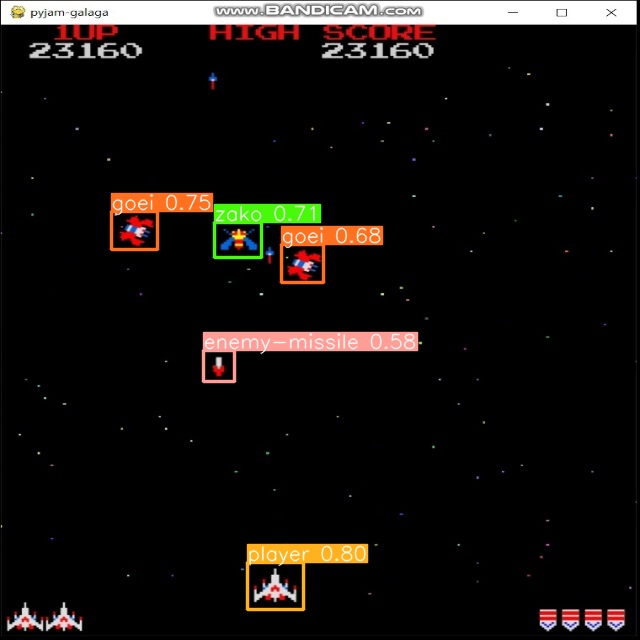 pyjam-galaga
www.BANDICAM.com
1UP HIGH SCORE
23160 23160
goei 0.75
zako 0.71
goei 0.68
enemy-missile 0.58
player 0.80